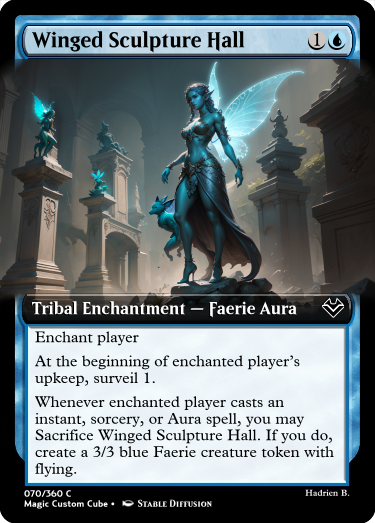 Winged Sculpture Hall 1
Tribal Enchantment — Faerie Aura
Enchant player
At the beginning of enchanted player's
upkeep, surveil 1.
Whenever enchanted player casts an
instant, sorcery, or Aura spell, you may
Sacrifice Winged Sculpture Hall. If you do,
create a 3/3 blue Faerie creature token with
flying.
070/360 C Hadrien B.
Magic Custom Cube • Stable Diffusion